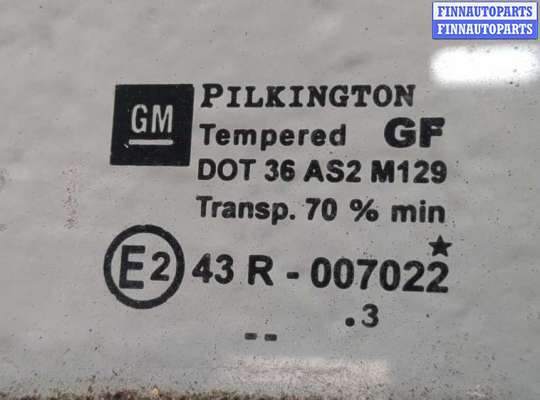 FINNAUTOPARTS
FINNAUTOPARTS
GM PILKINGTON
Tempered GF
DOT 36 AS2 M129
Transp. 70 % min
E2 43 R - 007022 ★
.3
--